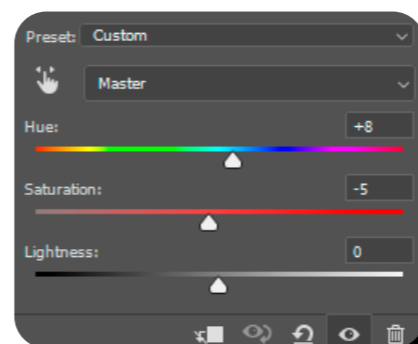 Preset: Custom
Master
Hue: +8
Saturation: -5
Lightness: 0